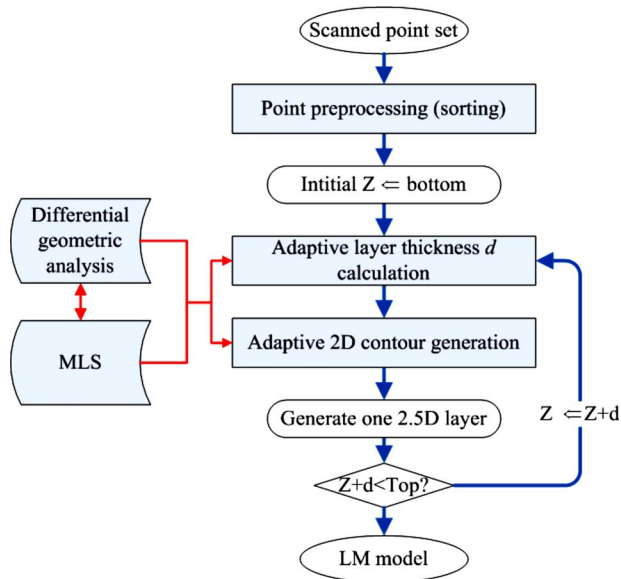 Scanned point set
Point preprocessing (sorting)
Intitial Z ⇐ bottom
Differential
geometric
analysis
Adaptive layer thickness d
calculation
MLS
Adaptive 2D contour generation
Generate one 2.5D layer
Z ⇐Z+d
Z+d<Top?
LM model